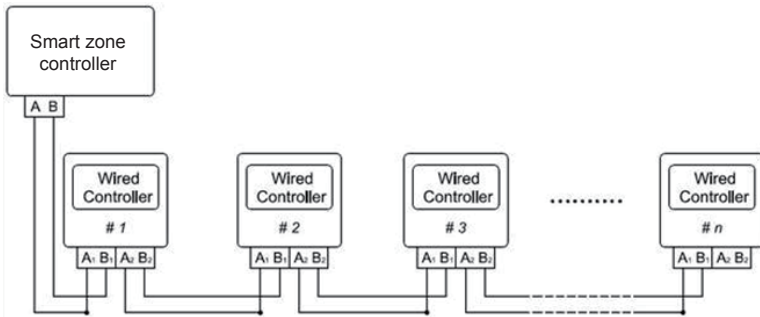 Smart zone
controller
A B
Wired
Controller
# 1
A₁ B₁ A₂ B₂
Wired
Controller
# 2
A₁ B₁ A₂ B₂
Wired
Controller
# 3
A₁ B₁ A₂ B₂
Wired
Controller
# n
A₁ B₁ A₂ B₂